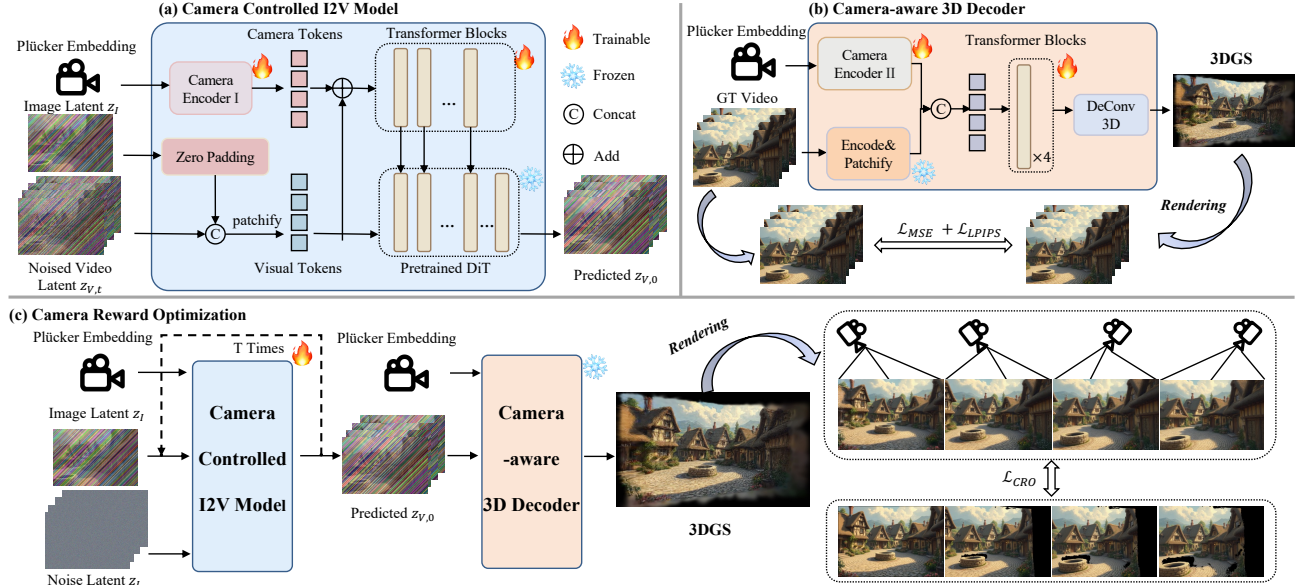 (a) Camera Controlled I2V Model
Plücker Embedding
Camera Tokens
Transformer Blocks
Trainable
Camera
Encoder I
...
Frozen
Image Latent z_I
C
Concat
Zero Padding
Add
patchify
C
...
Noised Video
Latent z_{V,t}
Visual Tokens
Pretrained DiT
Predicted z_{V,0}
(b) Camera-aware 3D Decoder
Plücker Embedding
Camera
Encoder II
Transformer Blocks
3DGS
GT Video
C
DeConv
3D
Encode&
Patchify
×4
Rendering
ℒ_{MSE} + ℒ_{LPIPS}
(c) Camera Reward Optimization
Plücker Embedding
T Times
Plücker Embedding
Rendering
Image Latent z_I
Camera
Controlled
I2V Model
Camera
-aware
3D Decoder
Predicted z_{V,0}
3DGS
ℒ_{CRO}
Noise Latent z_I